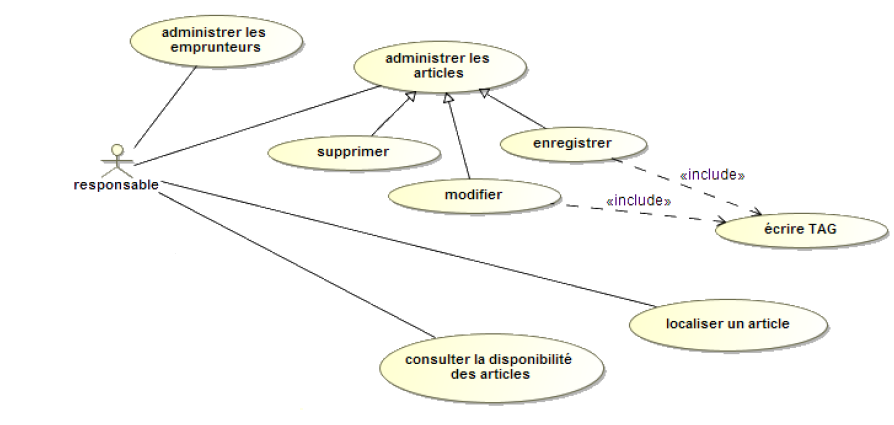 administrer les
emprunteurs
administrer les
articles
supprimer
enregistrer
responsable
modifier
«include»
«include»
écrire TAG
localiser un article
consulter la disponibilité
des articles